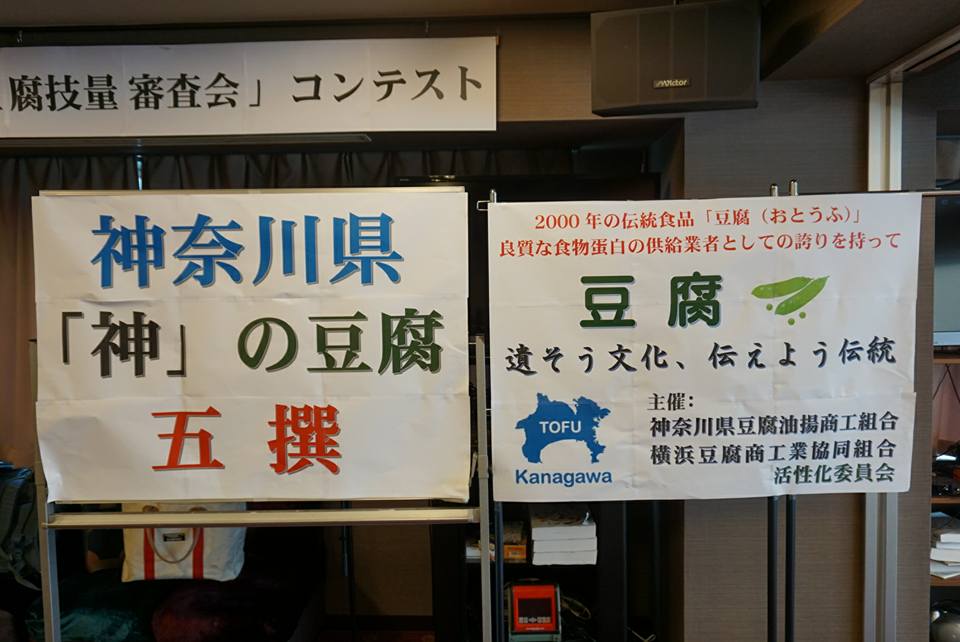 腐技量 審査会」 コンテスト
Victor
神奈川県
「神」の豆腐
五 撰
2000 年の伝統食品「豆腐（おとうふ）」
良質な食物蛋白の供給業者としての誇りを持って
豆 腐
遺そう文化、伝えよう伝統
TOFU
Kanagawa
主催：
神奈川県豆腐油揚商工組合
横浜豆腐商工業協同組合
活性化委員会